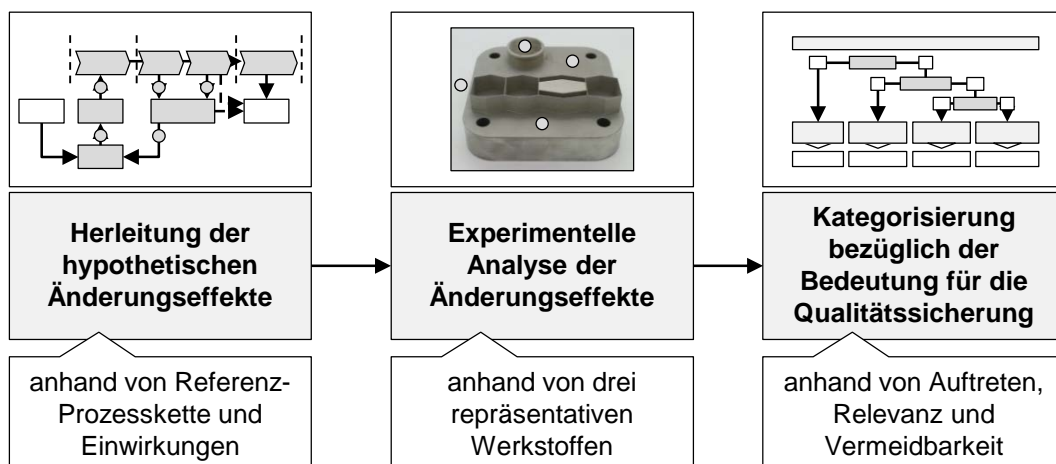 Herleitung der
hypothetischen
Änderungseffekte
anhand von Referenz-
Prozesskette und
Einwirkungen
Experimentelle
Analyse der
Änderungseffekte
anhand von drei
repräsentativen
Werkstoffen
Kategorisierung
bezüglich der
Bedeutung für die
Qualitätssicherung
anhand von Auftreten,
Relevanz und
Vermeidbarkeit